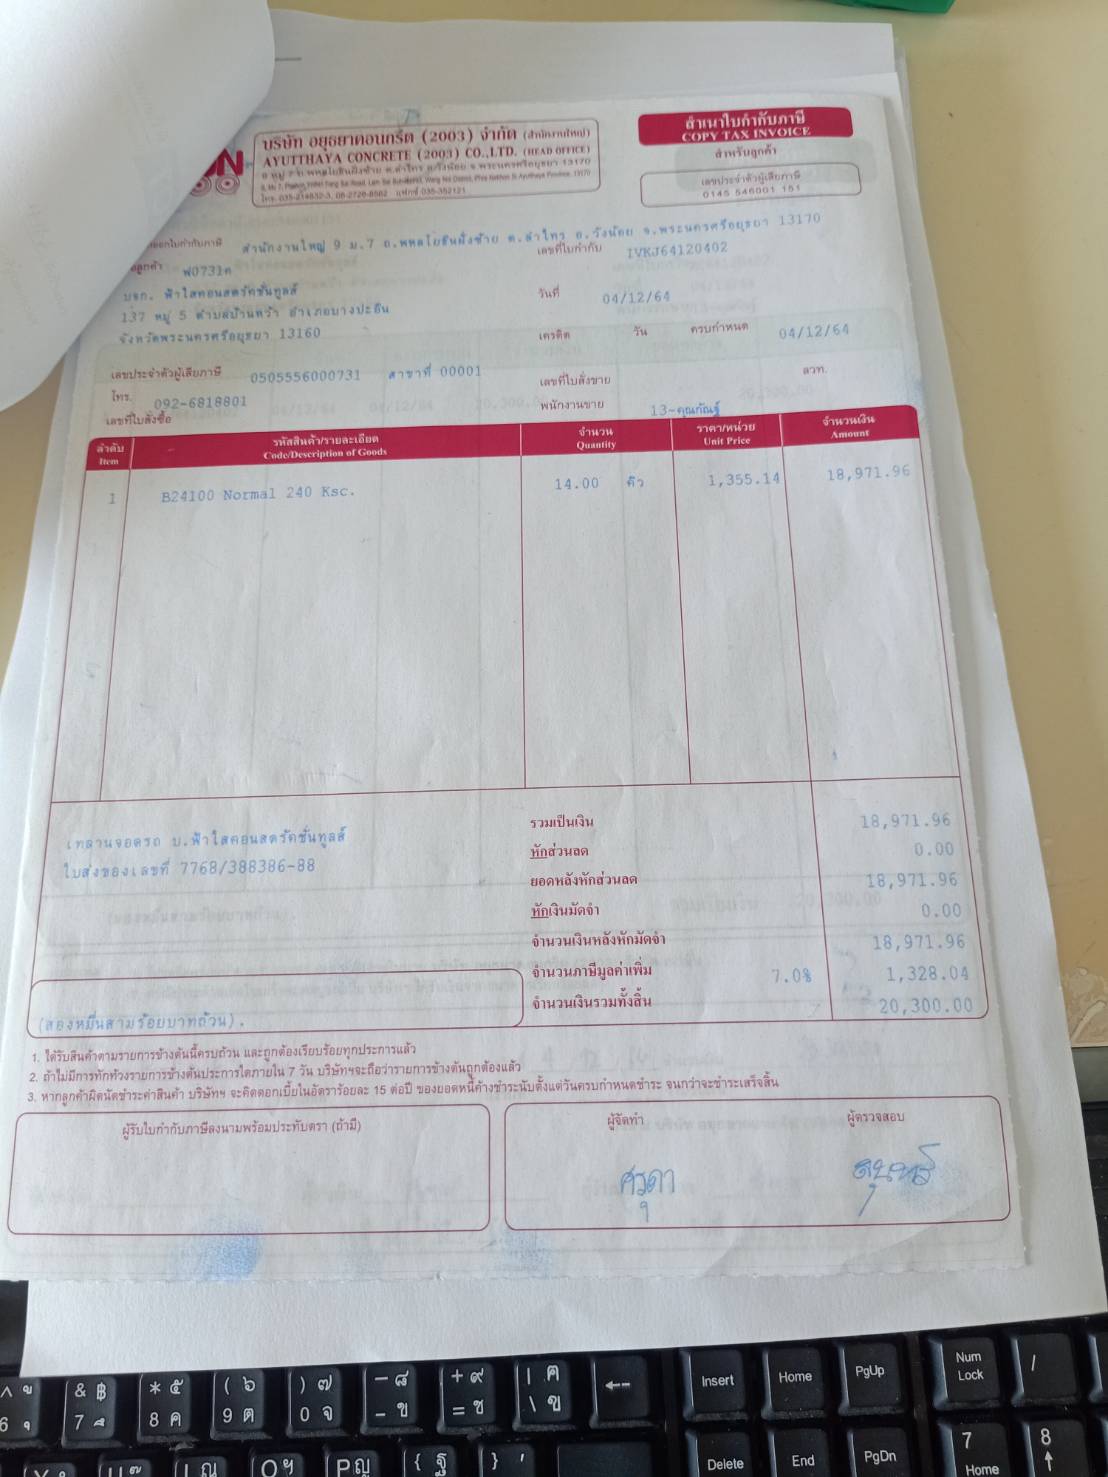 บริษัท อยุธยาคอนกรีต (2003) จำกัด (สำนักงานใหญ่)
AYUTTHAYA CONCRETE (2003) CO.,LTD. (HEAD OFFICE)
โทร. 035-214832-3, 08-2726-8562 แฟกซ์ 035-352121
สำเนาใบกำกับภาษี
COPY TAX INVOICE
สำหรับลูกค้า
เลขประจำตัวผู้เสียภาษี
0145 546001 151
ออกใบกำกับภาษี สำนักงานใหญ่ 9 ม.7 ถ.พหลโยธินฝั่งซ้าย ต.ลำไทร อ.วังน้อย จ.พระนครศรีอยุธยา 13170
เลขที่ใบกำกับ IVKJ64120402
ลูกค้า ฟ0731ค
บจก. ฟ้าใสคอนสตรัคชั่นทูลส์
วันที่ 04/12/64
137 หมู่ 5 ตำบลบ้านหว้า อำเภอบางปะอิน
จังหวัดพระนครศรีอยุธยา 13160
เครดิต วัน ครบกำหนด 04/12/64
เลขประจำตัวผู้เสียภาษี 0505556000731 สาขาที่ 00001
เลขที่ใบสั่งขาย สวท.
โทร. 092-6818801
พนักงานขาย 13-คุณกัณฐ์
เลขที่ใบสั่งซื้อ
ลำดับ รหัสสินค้า/รายละเอียด จำนวน ราคา/หน่วย จำนวนเงิน
Item Code/Description of Goods Quantity Unit Price Amount
1 B24100 Normal 240 Ksc. 14.00 คิว 1,355.14 18,971.96
เทลานจอดรถ บ.ฟ้าใสคอนสตรัคชั่นทูลส์
ใบส่งของเลขที่ 7768/388386-88
รวมเป็นเงิน 18,971.96
หักส่วนลด 0.00
ยอดหลังหักส่วนลด 18,971.96
หักเงินมัดจำ 0.00
จำนวนเงินหลังหักมัดจำ 18,971.96
จำนวนภาษีมูลค่าเพิ่ม 7.0% 1,328.04
จำนวนเงินรวมทั้งสิ้น 20,300.00
(สองหมื่นสามร้อยบาทถ้วน).
1. ได้รับสินค้าตามรายการข้างต้นนี้ครบถ้วน และถูกต้องเรียบร้อยทุกประการแล้ว
2. ถ้าไม่มีการทักท้วงรายการข้างต้นประการใดภายใน 7 วัน บริษัทฯจะถือว่ารายการข้างต้นถูกต้องแล้ว
3. หากลูกค้าผิดนัดชำระค่าสินค้า บริษัทฯ จะคิดดอกเบี้ยในอัตราร้อยละ 15 ต่อปี ของยอดหนี้ค้างชำระนับตั้งแต่วันครบกำหนดชำระ จนกว่าจะชำระเสร็จสิ้น
ผู้รับใบกำกับภาษีลงนามพร้อมประทับตรา (ถ้ามี)
ผู้จัดทำ ผู้ตรวจสอบ
Insert Home PgUp Num Lock /
Delete End PgDn 7 Home 8